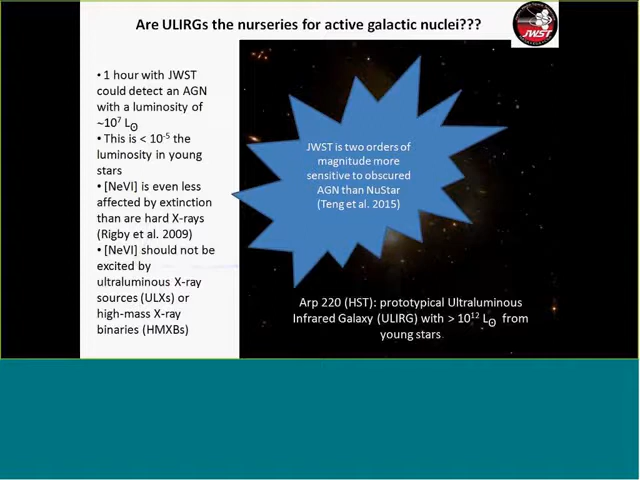 Are ULIRGs the nurseries for active galactic nuclei???
JWST
• 1 hour with JWST
could detect an AGN
with a luminosity of
~10⁷ L⊙
• This is < 10⁻⁵ the
luminosity in young
stars
• [NeVI] is even less
affected by extinction
than are hard X-rays
(Rigby et al. 2009)
• [NeVI] should not be
excited by
ultraluminous X-ray
sources (ULXs) or
high-mass X-ray
binaries (HMXBs)
JWST is two orders of
magnitude more
sensitive to obscured
AGN than NuStar
(Teng et al. 2015)
Arp 220 (HST): prototypical Ultraluminous
Infrared Galaxy (ULIRG) with > 10¹² L⊙ from
young stars